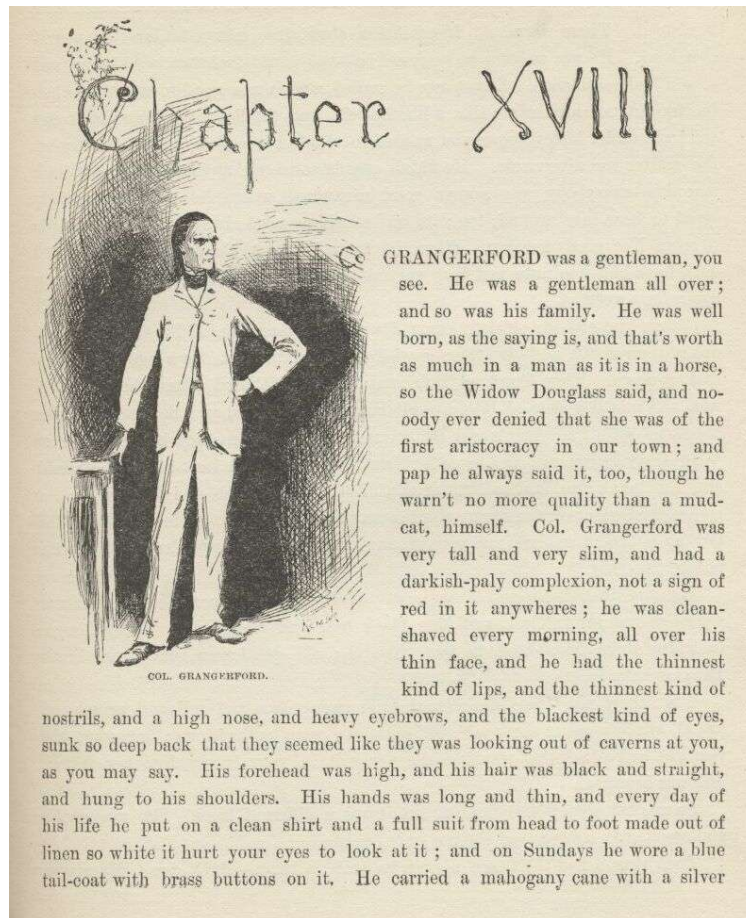 Chapter XVIII
Co GRANGERFORD was a gentleman, you
see. He was a gentleman all over;
and so was his family. He was well
born, as the saying is, and that's worth
as much in a man as it is in a horse,
so the Widow Douglass said, and no-
oody ever denied that she was of the
first aristocracy in our town; and
pap he always said it, too, though he
warn't no more quality than a mud-
cat, himself. Col. Grangerford was
very tall and very slim, and had a
darkish-paly complexion, not a sign of
red in it anywheres; he was clean-
shaved every morning, all over his
thin face, and he had the thinnest
kind of lips, and the thinnest kind of
COL. GRANGERFORD.
nostrils, and a high nose, and heavy eyebrows, and the blackest kind of eyes,
sunk so deep back that they seemed like they was looking out of caverns at you,
as you may say. His forehead was high, and his hair was black and straight,
and hung to his shoulders. His hands was long and thin, and every day of
his life he put on a clean shirt and a full suit from head to foot made out of
linen so white it hurt your eyes to look at it; and on Sundays he wore a blue
tail-coat with brass buttons on it. He carried a mahogany cane with a silver